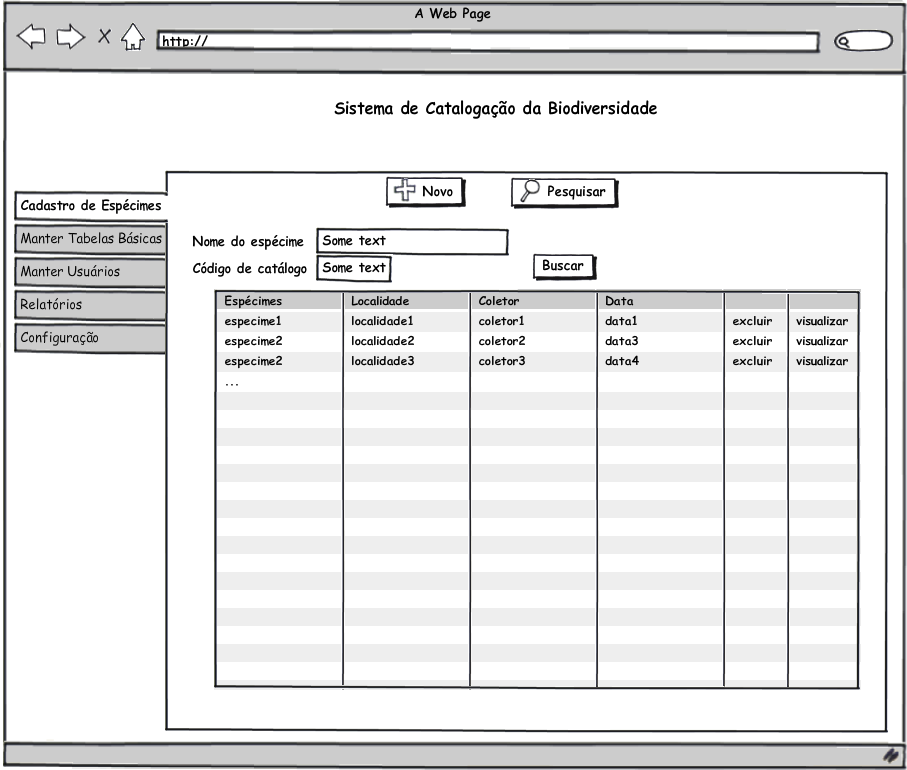 A Web Page
http://
Sistema de Catalogação da Biodiversidade
Novo Pesquisar
Cadastro de Espécimes
Manter Tabelas Básicas
Manter Usuários
Relatórios
Configuração
Nome do espécime Some text
Código de catálogo Some text Buscar
Espécimes Localidade Coletor Data
especime1 localidade1 coletor1 data1 excluir visualizar
especime2 localidade2 coletor2 data3 excluir visualizar
especime2 localidade3 coletor3 data4 excluir visualizar
...